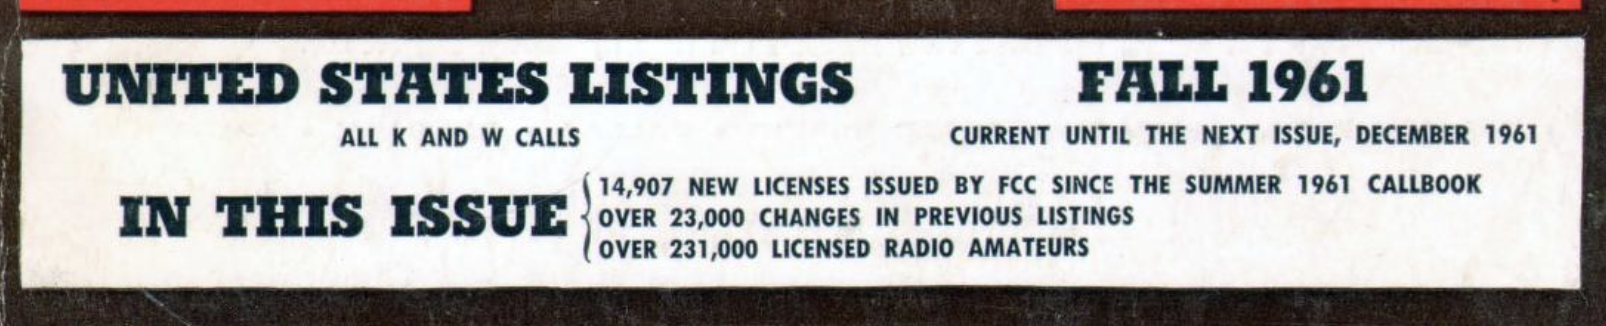 UNITED STATES LISTINGS
ALL K AND W CALLS
FALL 1961
CURRENT UNTIL THE NEXT ISSUE, DECEMBER 1961
IN THIS ISSUE
14,907 NEW LICENSES ISSUED BY FCC SINCE THE SUMMER 1961 CALLBOOK
OVER 23,000 CHANGES IN PREVIOUS LISTINGS
OVER 231,000 LICENSED RADIO AMATEURS